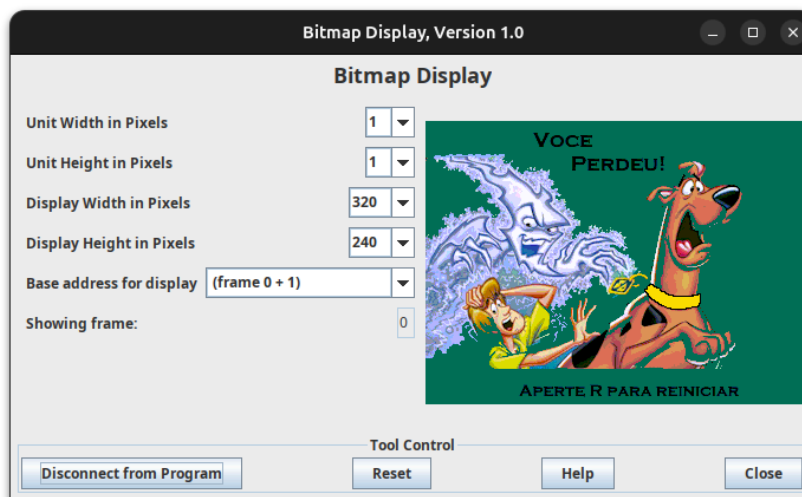 Bitmap Display, Version 1.0
Bitmap Display
Unit Width in Pixels 1
Unit Height in Pixels 1
Display Width in Pixels 320
Display Height in Pixels 240
Base address for display (frame 0 + 1)
Showing frame: 0
VOCE
PERDEU!
APERTE R PARA REINICIAR
Tool Control
Disconnect from Program Reset Help Close